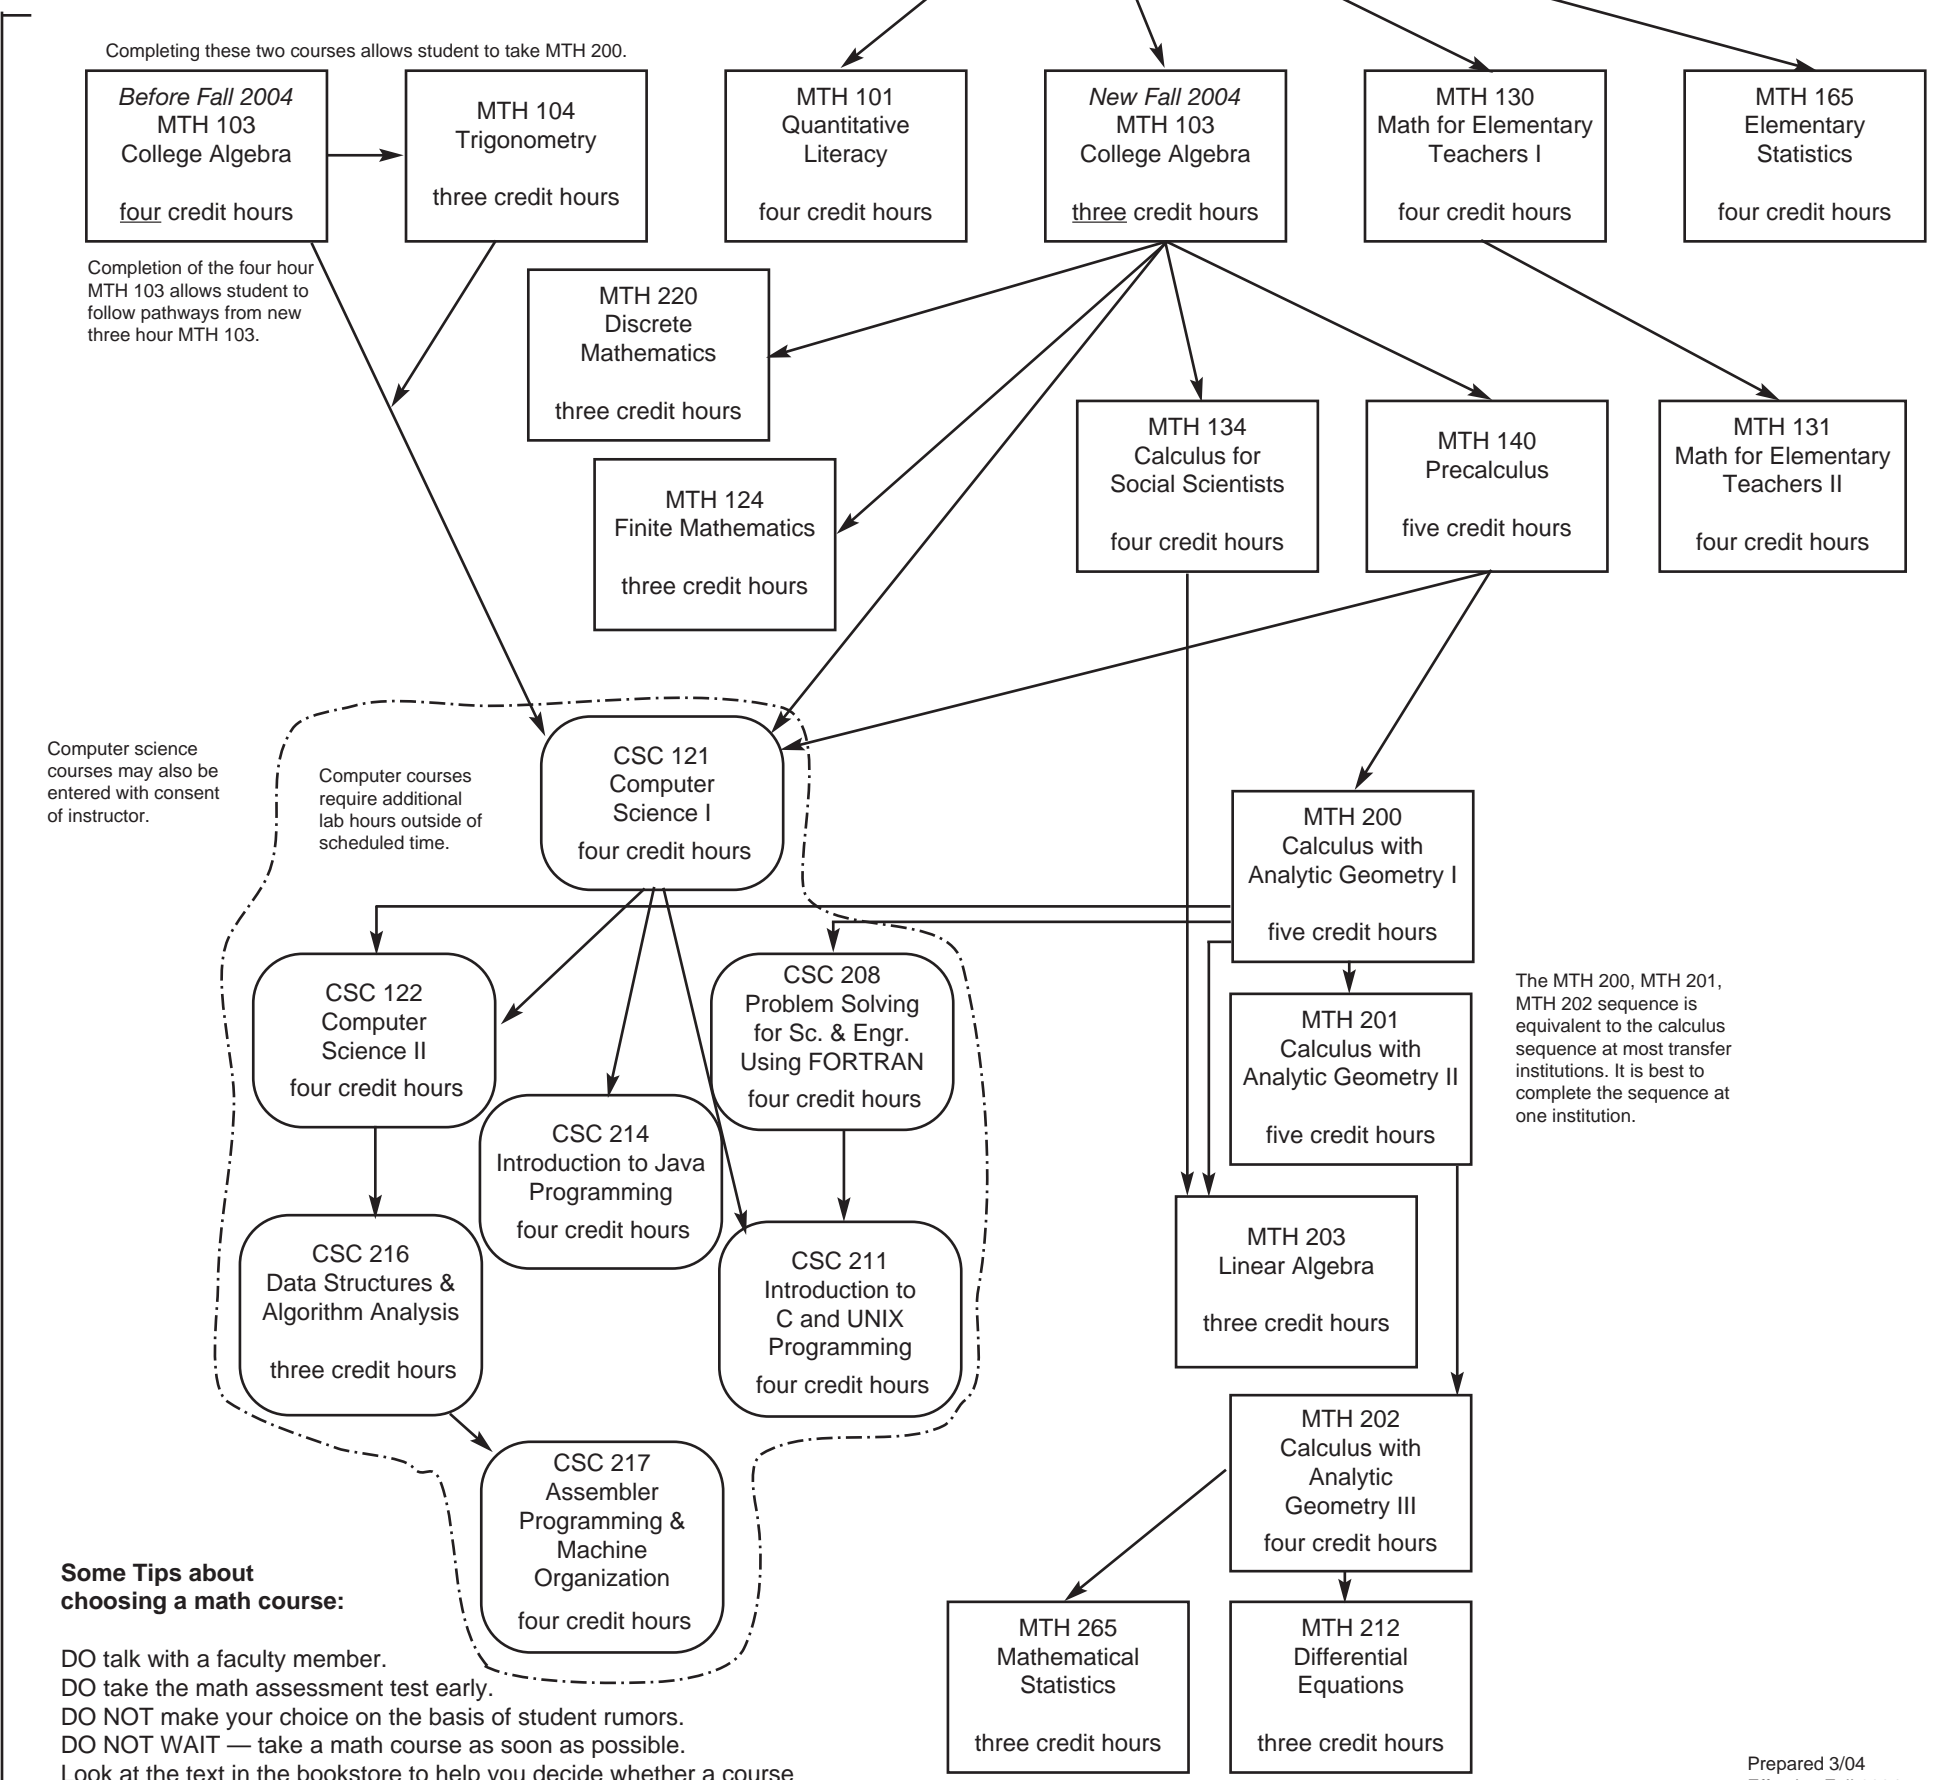 Completing these two courses allows student to take MTH 200.
Before Fall 2004
MTH 103
College Algebra
four credit hours
MTH 104
Trigonometry
three credit hours
MTH 101
Quantitative
Literacy
four credit hours
New Fall 2004
MTH 103
College Algebra
three credit hours
MTH 130
Math for Elementary
Teachers I
four credit hours
MTH 165
Elementary
Statistics
four credit hours
Completion of the four hour
MTH 103 allows student to
follow pathways from new
three hour MTH 103.
MTH 220
Discrete
Mathematics
three credit hours
MTH 124
Finite Mathematics
three credit hours
MTH 134
Calculus for
Social Scientists
four credit hours
MTH 140
Precalculus
five credit hours
MTH 131
Math for Elementary
Teachers II
four credit hours
Computer science
courses may also be
entered with consent
of instructor.
Computer courses
require additional
lab hours outside of
scheduled time.
CSC 121
Computer
Science I
four credit hours
MTH 200
Calculus with
Analytic Geometry I
five credit hours
CSC 122
Computer
Science II
four credit hours
CSC 208
Problem Solving
for Sc. & Engr.
Using FORTRAN
four credit hours
MTH 201
Calculus with
Analytic Geometry II
five credit hours
The MTH 200, MTH 201,
MTH 202 sequence is
equivalent to the calculus
sequence at most transfer
institutions. It is best to
complete the sequence at
one institution.
CSC 214
Introduction to Java
Programming
four credit hours
CSC 216
Data Structures &
Algorithm Analysis
three credit hours
CSC 211
Introduction to
C and UNIX
Programming
four credit hours
MTH 203
Linear Algebra
three credit hours
MTH 202
Calculus with
Analytic
Geometry III
four credit hours
CSC 217
Assembler
Programming &
Machine
Organization
four credit hours
MTH 265
Mathematical
Statistics
three credit hours
MTH 212
Differential
Equations
three credit hours
Some Tips about
choosing a math course:
DO talk with a faculty member.
DO take the math assessment test early.
DO NOT make your choice on the basis of student rumors.
DO NOT WAIT — take a math course as soon as possible.
Look at the text in the bookstore to help you decide whether a course
Prepared 3/04